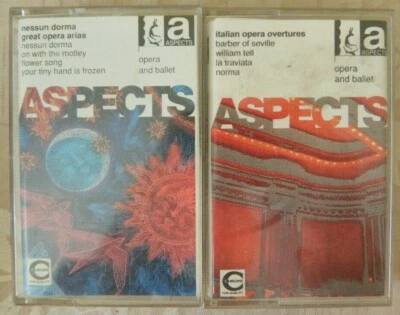 nessun dorma
great opera arias
nessun dorma
on with the motley
flower song
your tiny hand is frozen
a
ASPECTS
opera
and ballet
ASPECTS
italian opera overtures
barber of seville
william tell
la traviata
norma
a
ASPECTS
opera
and ballet
ASPECTS